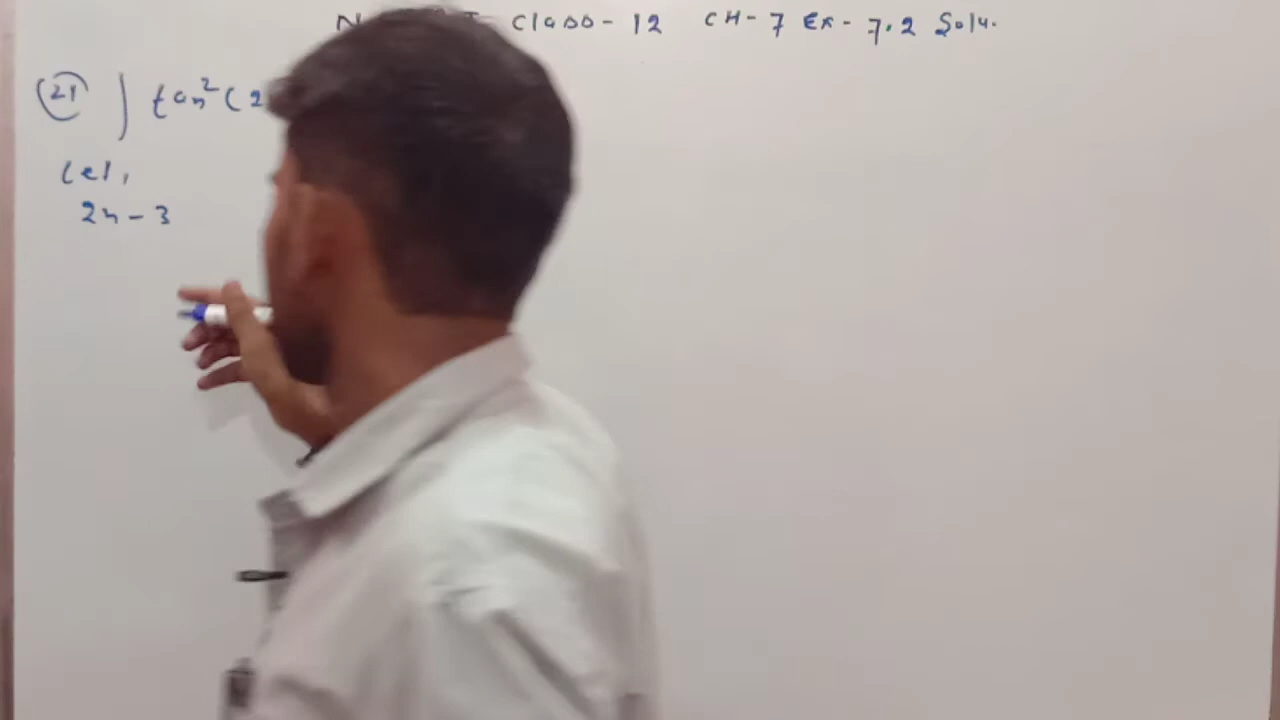 Class - 12 CH - 7 Ex - 7.2 Solu.
(21) ∫ tan²(2
Let,
2x - 3